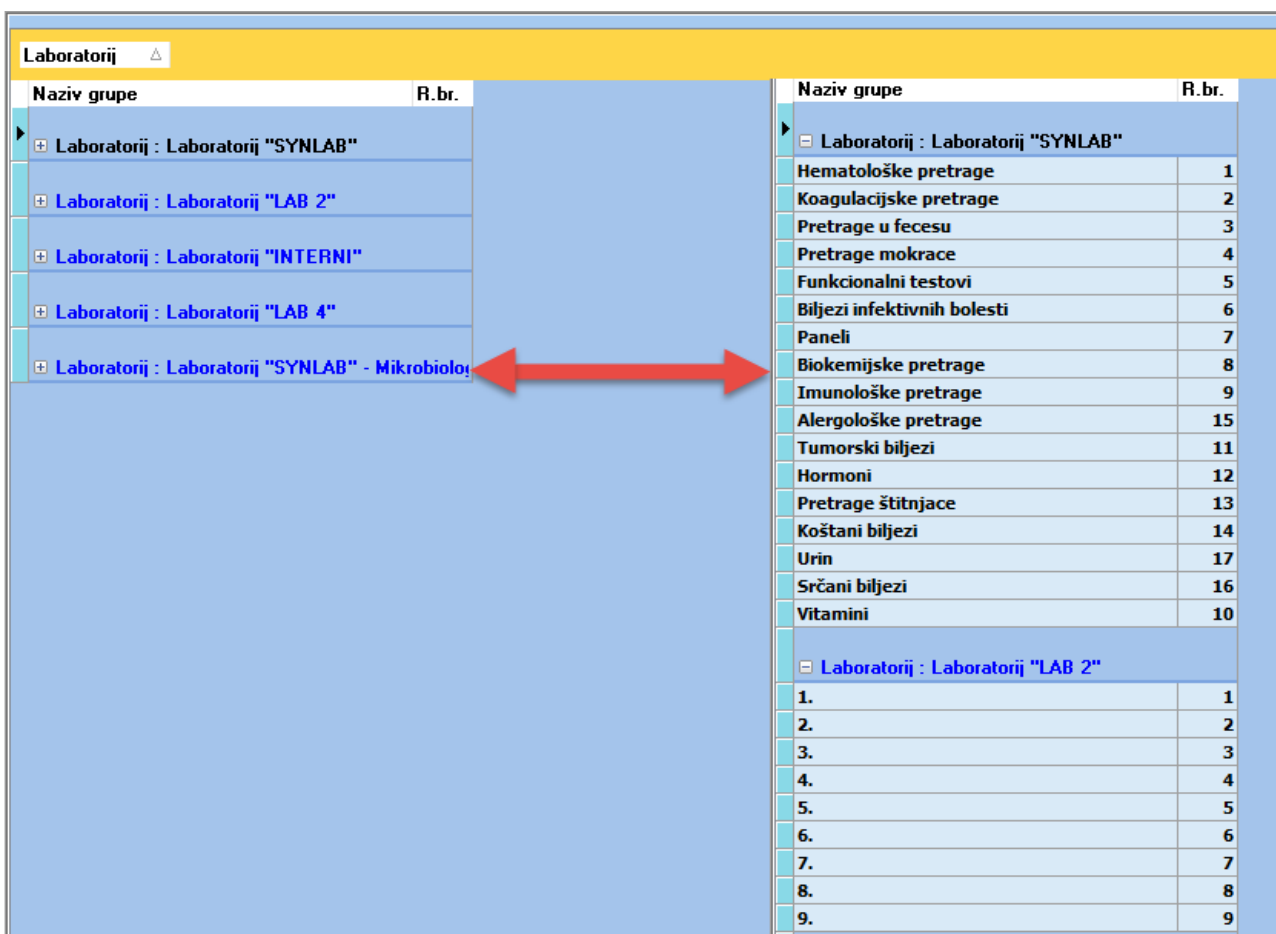 Laboratorij
Naziv grupe R.br.
Laboratorij : Laboratorij "SYNLAB"
Laboratorij : Laboratorij "LAB 2"
Laboratorij : Laboratorij "INTERNI"
Laboratorij : Laboratorij "LAB 4"
Laboratorij : Laboratorij "SYNLAB" - Mikrobiolog
Naziv grupe R.br.
Laboratorij : Laboratorij "SYNLAB"
Hematološke pretrage 1
Koagulacijske pretrage 2
Pretrage u fecesu 3
Pretrage mokrace 4
Funkcionalni testovi 5
Biljezi infektivnih bolesti 6
Paneli 7
Biokemijske pretrage 8
Imunološke pretrage 9
Alergološke pretrage 15
Tumorski biljezi 11
Hormoni 12
Pretrage štitnjace 13
Koštani biljezi 14
Urin 17
Srčani biljezi 16
Vitamini 10
Laboratorij : Laboratorij "LAB 2"
1. 1
2. 2
3. 3
4. 4
5. 5
6. 6
7. 7
8. 8
9. 9